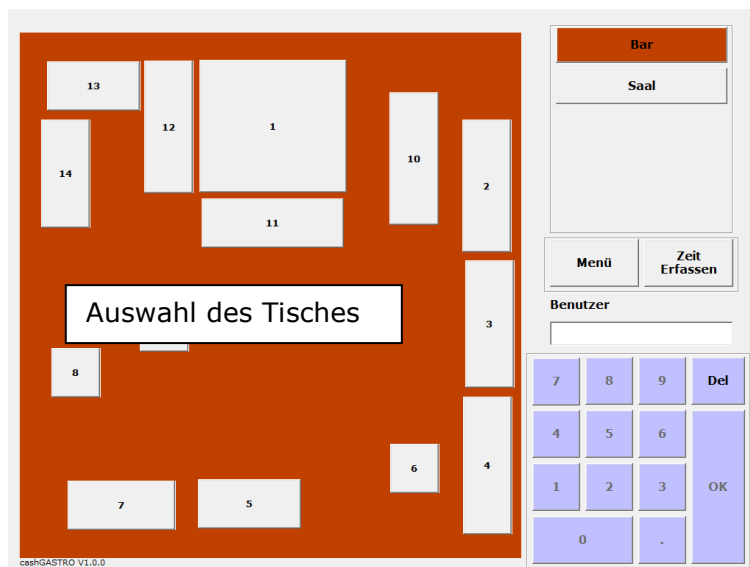 Bar
Saal
13
12
1
14
10
2
11
Menü
Zeit
Erfassen
Benutzer
Auswahl des Tisches
3
8
7
8
9
Del
4
5
6
6
4
1
2
3
OK
7
5
0
.
cashGASTRO V1.0.0